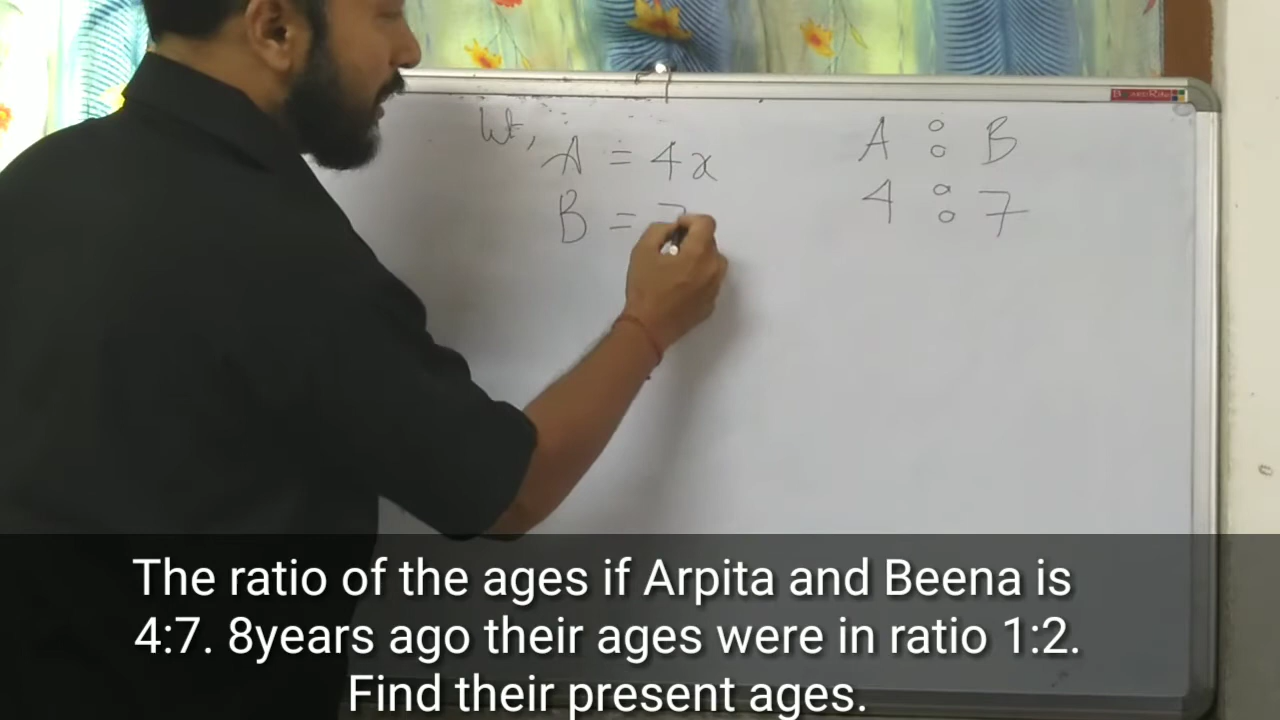 Let, A = 4x
B = 7
A : B
4 : 7
The ratio of the ages if Arpita and Beena is
4:7. 8years ago their ages were in ratio 1:2.
Find their present ages.